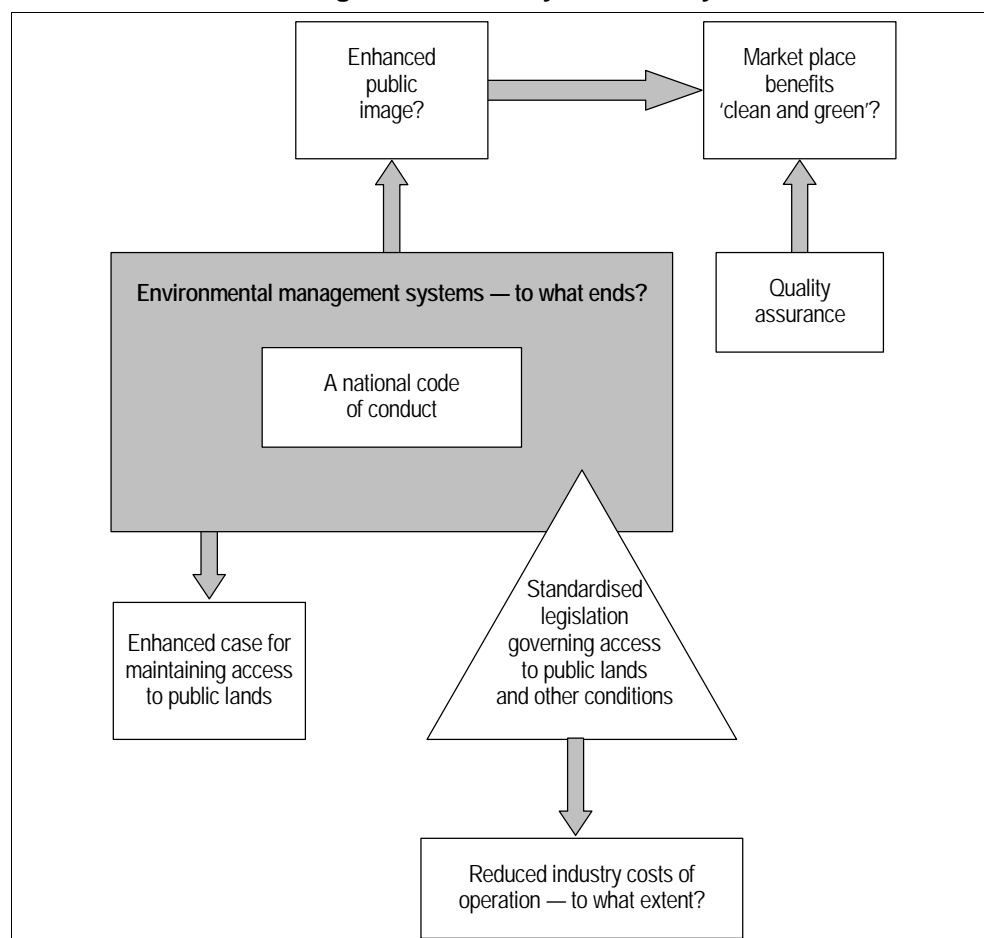 Enhanced
public
image?
Market place
benefits
‘clean and green’?
Environmental management systems — to what ends?
Quality
assurance
A national code
of conduct
Standardised
legislation
governing access
to public lands
and other conditions
Enhanced case for
maintaining access
to public lands
Reduced industry costs of
operation — to what extent?